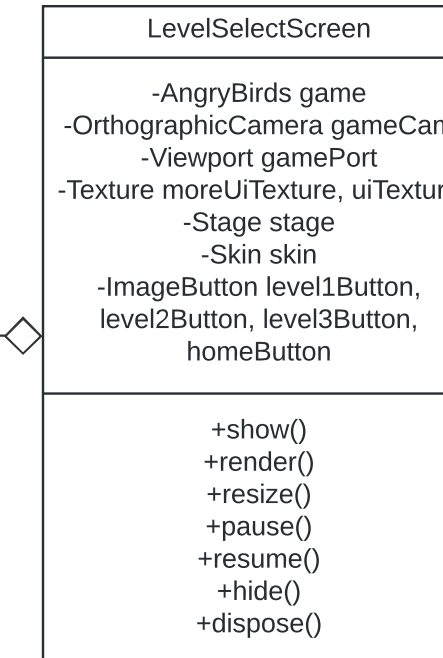 LevelSelectScreen
-AngryBirds game
-OrthographicCamera
-Viewport gamePort
-Texture moreUiTexture,
-Stage stage
-Skin skin
-ImageButton level1Button,
level2Button, level3Button,
homeButton
+show()
+render()
+resize()
+pause()
+resume()
+hide()
+dispose()